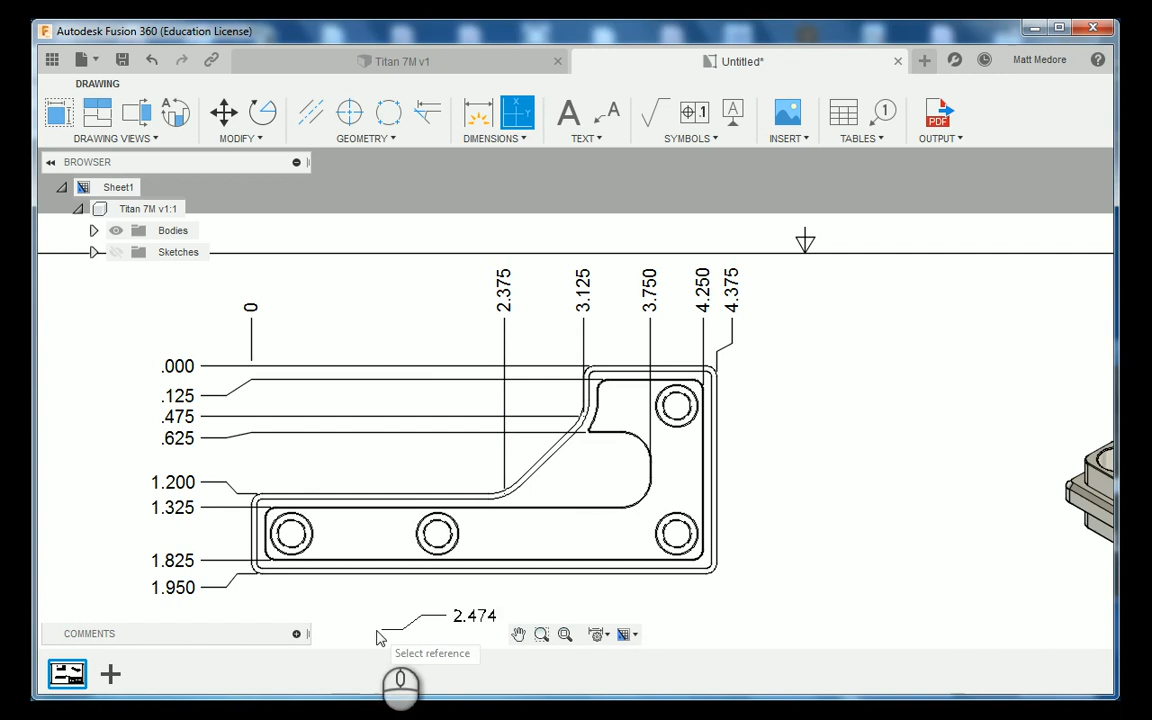 Autodesk Fusion 360 (Education License)
Titan 7M v1
Untitled*
Matt Medore
DRAWING
DRAWING VIEWS
MODIFY
GEOMETRY
DIMENSIONS
TEXT
SYMBOLS
INSERT
TABLES
OUTPUT
BROWSER
Sheet1
Titan 7M v1:1
Bodies
Sketches
0
2.375
3.125
3.750
4.250
4.375
.000
.125
.475
.625
1.200
1.325
1.825
1.950
2.474
COMMENTS
Select reference